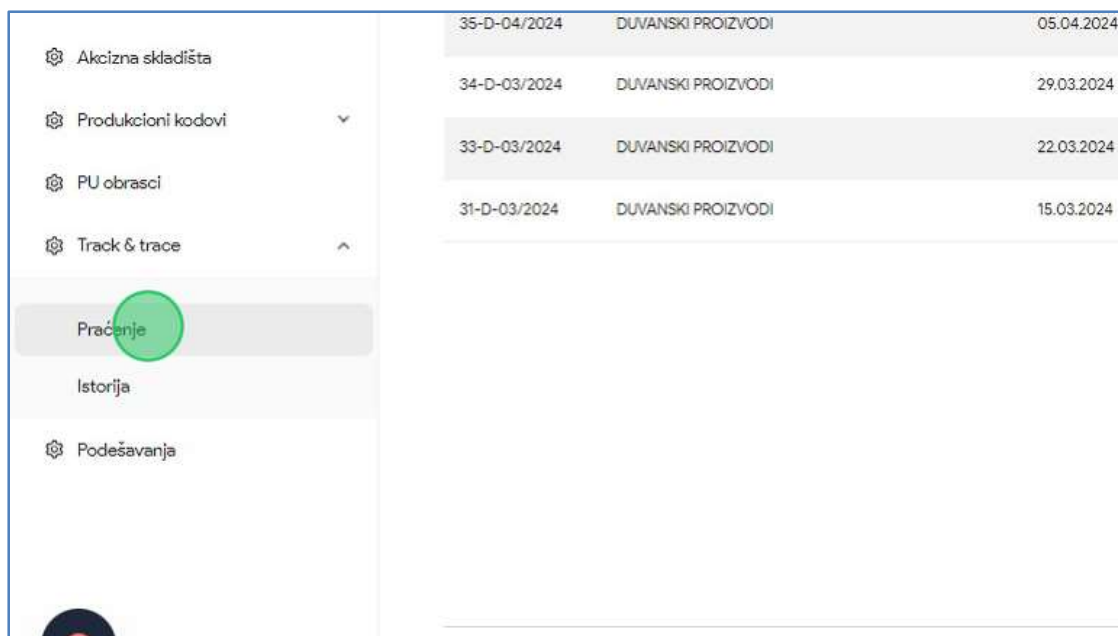 Akcizna skladišta
Produkcioni kodovi
PU obrasci
Track & trace
Praćenje
Istorija
Podešavanja
35-D-04/2024 DUVANSKI PROIZVODI 05.04.2024
34-D-03/2024 DUVANSKI PROIZVODI 29.03.2024
33-D-03/2024 DUVANSKI PROIZVODI 22.03.2024
31-D-03/2024 DUVANSKI PROIZVODI 15.03.2024